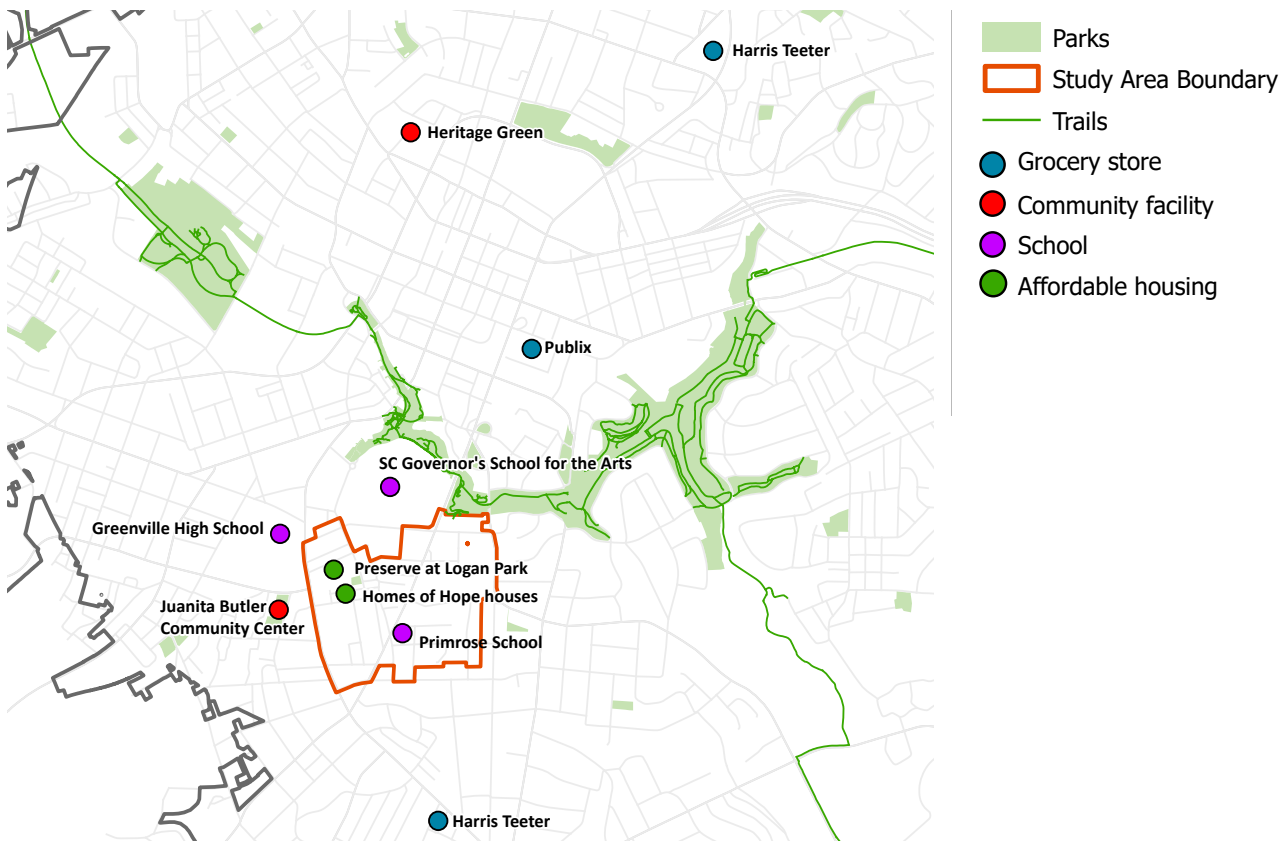 Harris Teeter
Heritage Green
Publix
SC Governor's School for the Arts
Greenville High School
Preserve at Logan Park
Homes of Hope houses
Juanita Butler
Community Center
Primrose School
Harris Teeter
Parks
Study Area Boundary
Trails
Grocery store
Community facility
School
Affordable housing